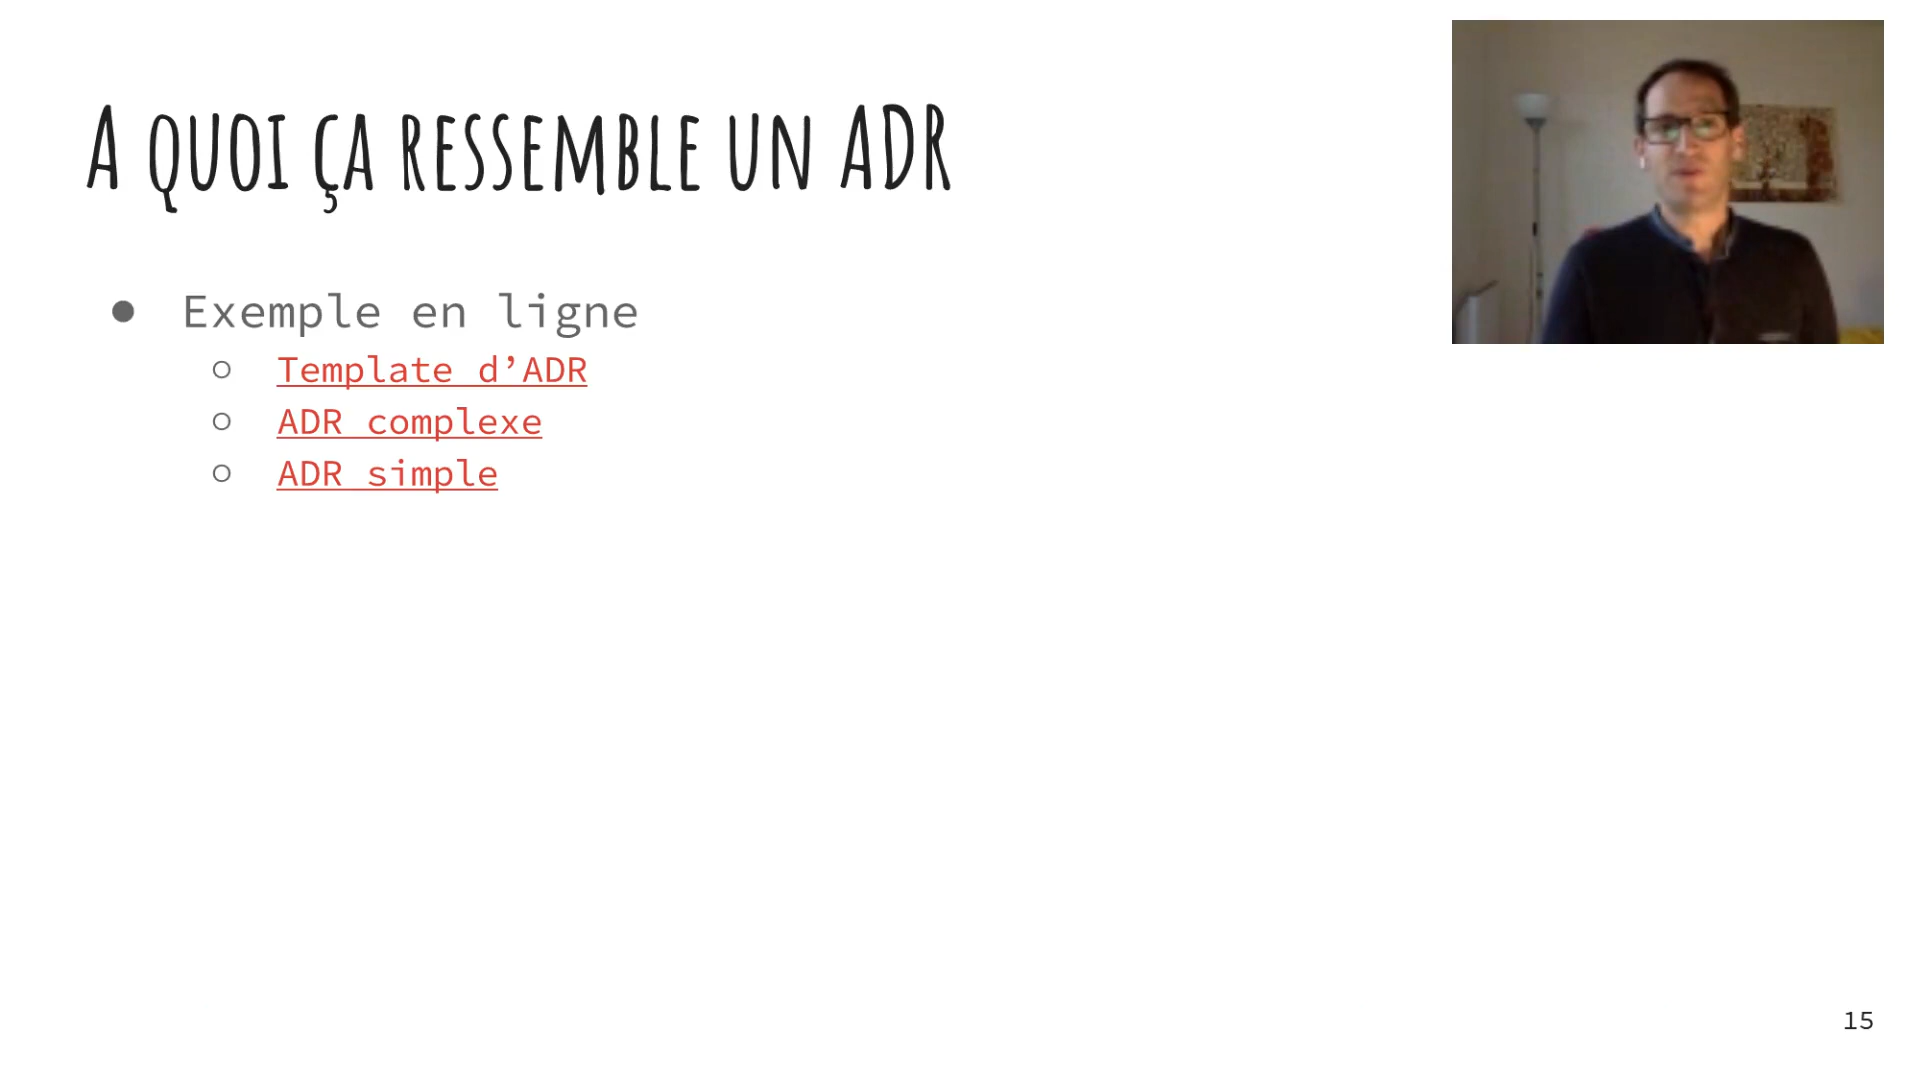 A QUOI ÇA RESSEMBLE UN ADR
● Exemple en ligne
○ Template d’ADR
○ ADR complexe
○ ADR simple
15